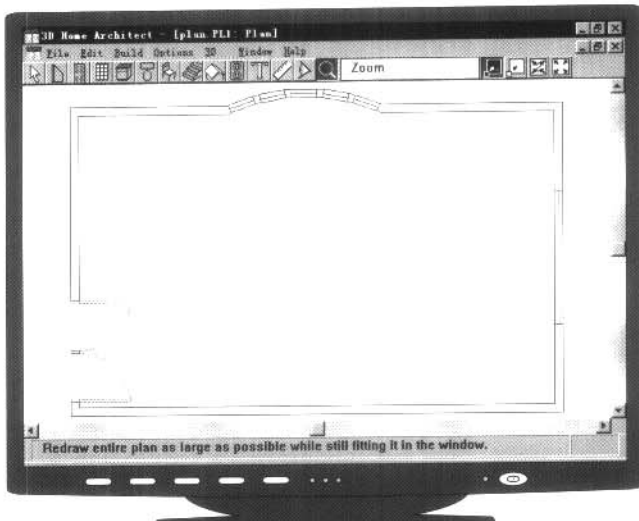 3D Home Architect - [plan.PL1: Plan]
File Edit Build Options 3D Window Help
Zoom
Redraw entire plan as large as possible while still fitting it in the window.